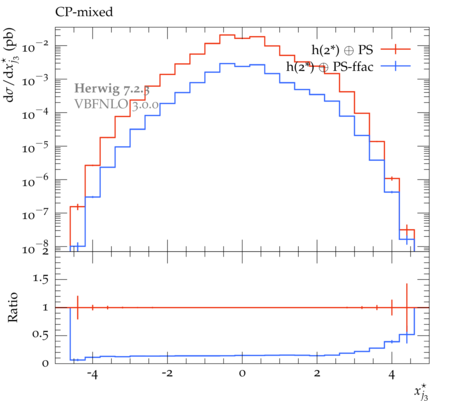 CP-mixed
dσ/dx*j3 (pb)
h(2*) ⊕ PS
h(2*) ⊕ PS-ffac
Herwig 7.2.3
VBFNLO 3.0.0
10−2
10−3
10−4
10−5
10−6
10−7
10−8
2
Ratio
1.5
1
0.5
0
-4 -2 0 2 4
x*j3